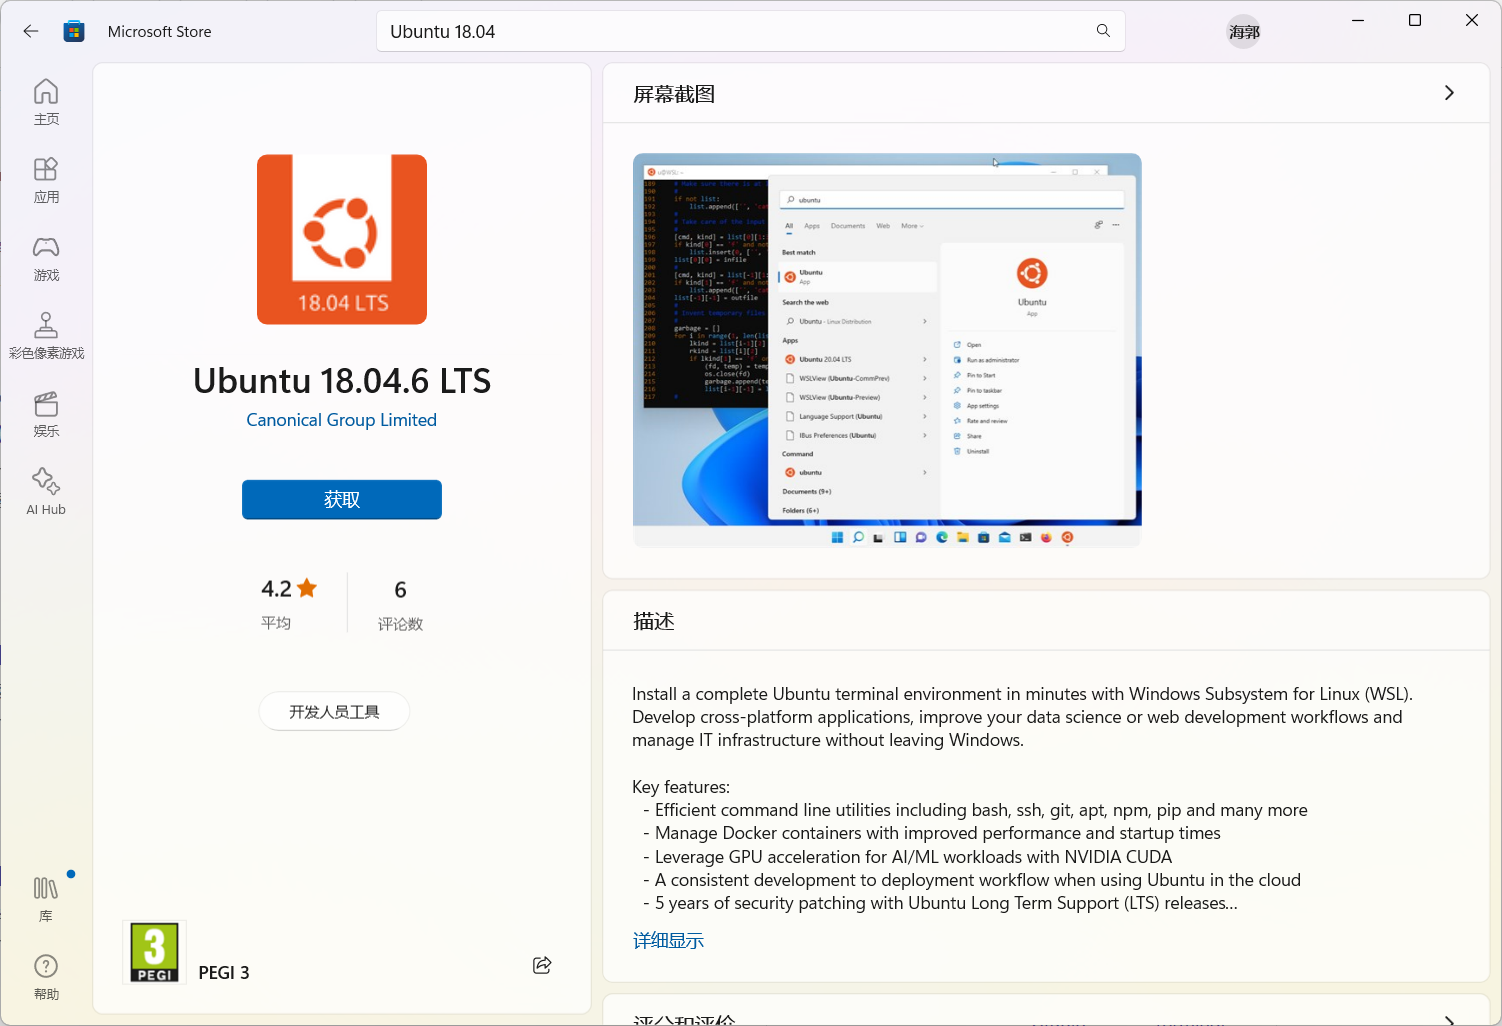 Microsoft Store
Ubuntu 18.04
海郭
主页
应用
游戏
彩色像素游戏
娱乐
AI Hub
库
帮助
18.04 LTS
Ubuntu 18.04.6 LTS
Canonical Group Limited
获取
4.2
平均
6
评论数
开发人员工具
3
PEGI
PEGI 3
屏幕截图
ubuntu
All Apps Documents Web More
Best match
Ubuntu
App
Search the web
Ubuntu - Linux Distribution
Apps
Ubuntu 20.04 LTS
WSLView (Ubuntu-CommPrev)
WSLView (Ubuntu-Preview)
Language Support (Ubuntu)
IBus Preferences (Ubuntu)
Command
ubuntu
Documents (9+)
Folders (6+)
Ubuntu
App
Open
Run as administrator
Pin to Start
Pin to taskbar
App settings
Rate and review
Share
Uninstall
描述
Install a complete Ubuntu terminal environment in minutes with Windows Subsystem for Linux (WSL).
Develop cross-platform applications, improve your data science or web development workflows and
manage IT infrastructure without leaving Windows.
Key features:
- Efficient command line utilities including bash, ssh, git, apt, npm, pip and many more
- Manage Docker containers with improved performance and startup times
- Leverage GPU acceleration for AI/ML workloads with NVIDIA CUDA
- A consistent development to deployment workflow when using Ubuntu in the cloud
- 5 years of security patching with Ubuntu Long Term Support (LTS) releases...
详细显示
评分和评价